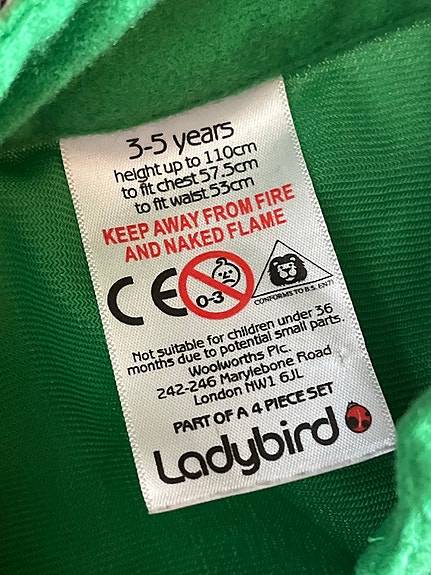 3-5 years
height up to 110cm
to fit chest 57.5cm
to fit waist 53cm
KEEP AWAY FROM FIRE
AND NAKED FLAME
CE 0-3
CONFORMS TO B.S. EN71
Not suitable for children under 36
months due to potential small parts.
Woolworths Plc.
242-246 Marylebone Road
London NW1 6JL
PART OF A 4 PIECE SET
Ladybird